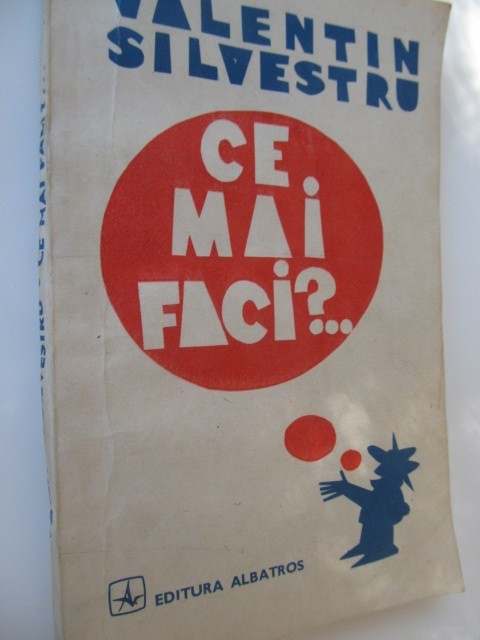 VALENTIN
SILVESTRU
CE
MAI
FACI?...
EDITURA ALBATROS